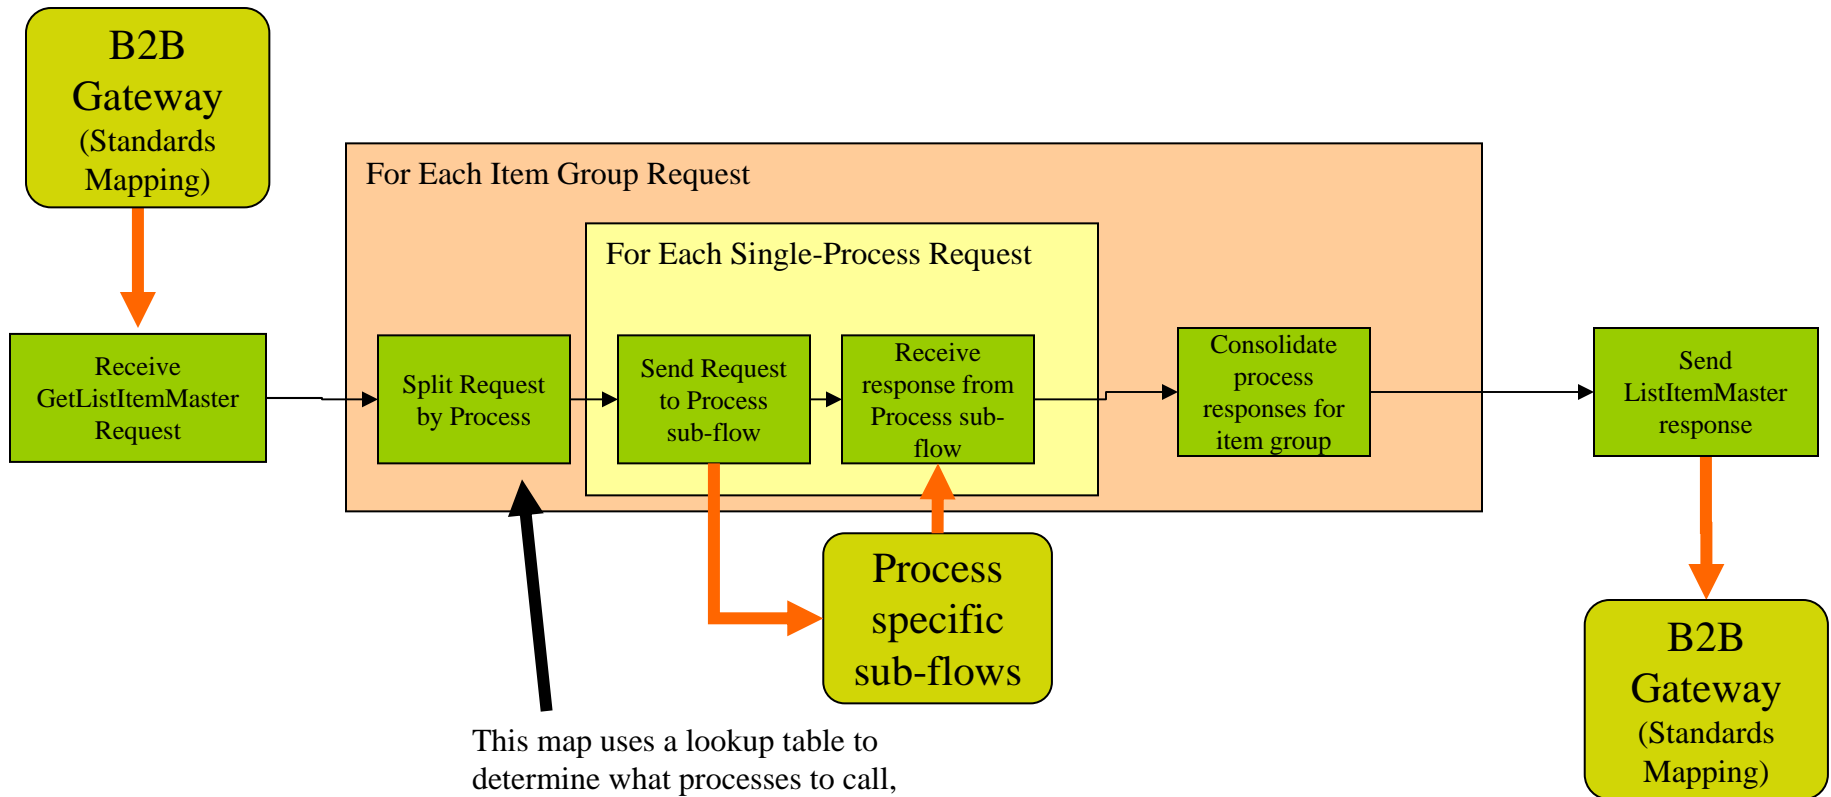 B2B
Gateway
(Standards
Mapping)
For Each Item Group Request
For Each Single-Process Request
Receive
GetListItemMaster
Request
Split Request
by Process
Send Request
to Process
sub-flow
Receive
response from
Process sub-
flow
Consolidate
process
responses for
item group
Send
ListItemMaster
response
Process
specific
sub-flows
B2B
Gateway
(Standards
Mapping)
This map uses a lookup table to
determine what processes to call,